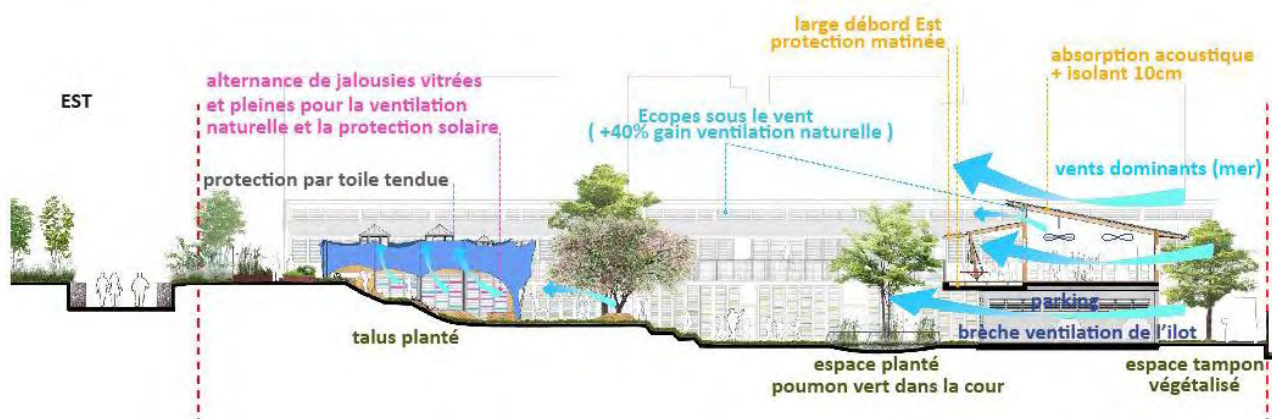 large débord Est
protection matinée
absorption acoustique
+ isolant 10cm
alternance de jalousies vitrées
et pleines pour la ventilation
naturelle et la protection solaire
EST
Ecopes sous le vent
( +40% gain ventilation naturelle )
vents dominants (mer)
protection par toile tendue
parking
brèche ventilation de l'ilot
talus planté
espace planté
poumon vert dans la cour
espace tampon
végétalisé